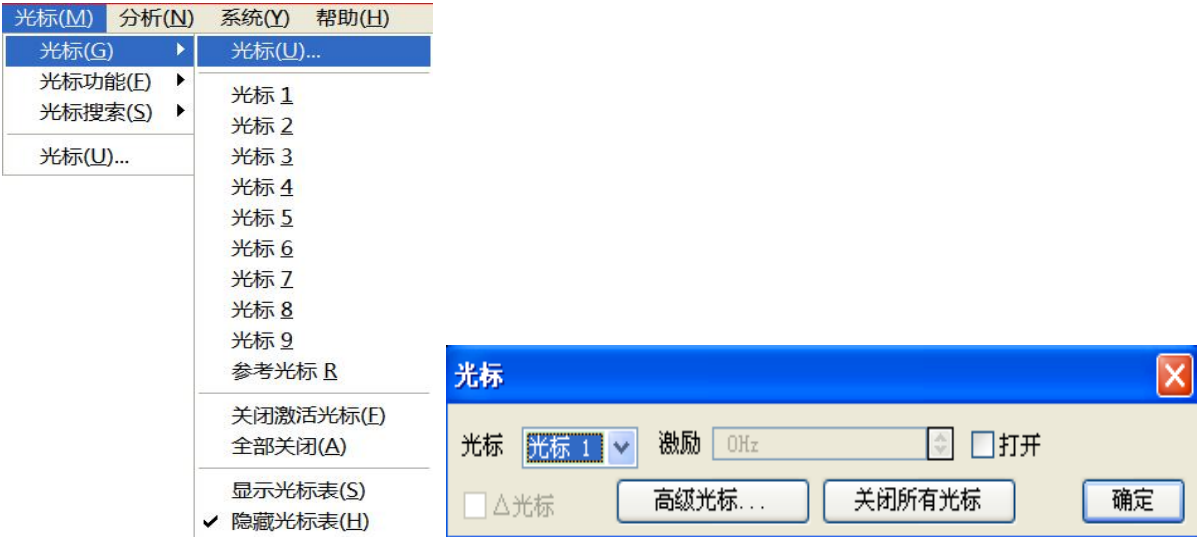 光标(M) 分析(N) 系统(Y) 帮助(H)
光标(G)
光标功能(F)
光标搜索(S)
光标(U)...
光标(U)...
光标 1
光标 2
光标 3
光标 4
光标 5
光标 6
光标 7
光标 8
光标 9
参考光标 R
关闭激活光标(F)
全部关闭(A)
显示光标表(S)
隐藏光标表(H)
光标
光标 光标 1 激励 0Hz 打开
△光标 高级光标... 关闭所有光标 确定